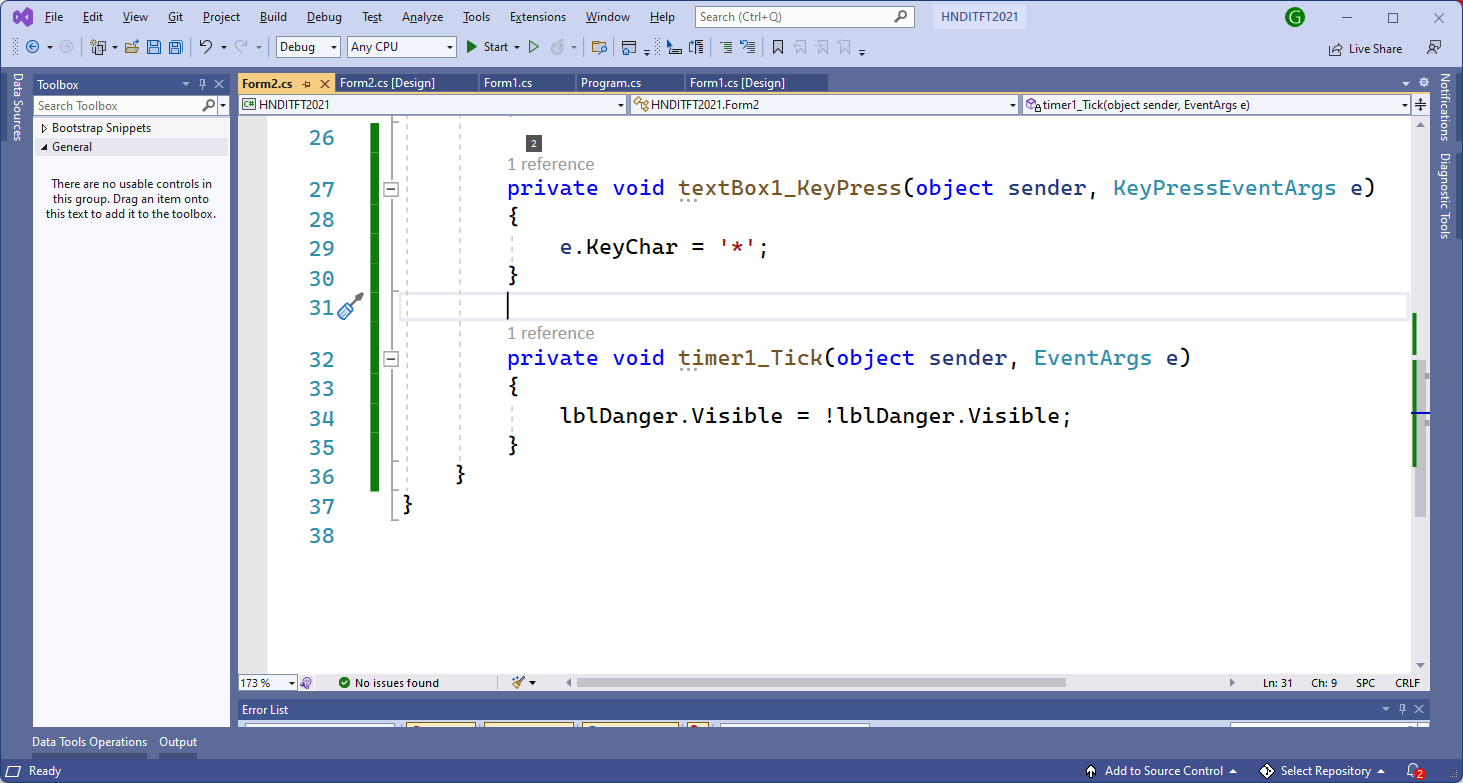 File Edit View Git Project Build Debug Test Analyze Tools Extensions Window Help Search (Ctrl+Q) HNDITFT2021 G
Debug Any CPU Start Live Share
Data Sources
Toolbox
Search Toolbox
Bootstrap Snippets
General
There are no usable controls in
this group. Drag an item onto
this text to add it to the toolbox.
Form2.cs Form2.cs [Design] Form1.cs Program.cs Form1.cs [Design]
C# HNDITFT2021 HNDITFT2021.Form2 timer1_Tick(object sender, EventArgs e)
26
2
1 reference
27 private void textBox1_KeyPress(object sender, KeyPressEventArgs e)
28 {
29 e.KeyChar = '*';
30 }
31
1 reference
32 private void timer1_Tick(object sender, EventArgs e)
33 {
34 lblDanger.Visible = !lblDanger.Visible;
35 }
36 }
37 }
38
173 % No issues found Ln: 31 Ch: 9 SPC CRLF
Error List
Notifications
Diagnostic Tools
Data Tools Operations Output
Ready Add to Source Control Select Repository 2